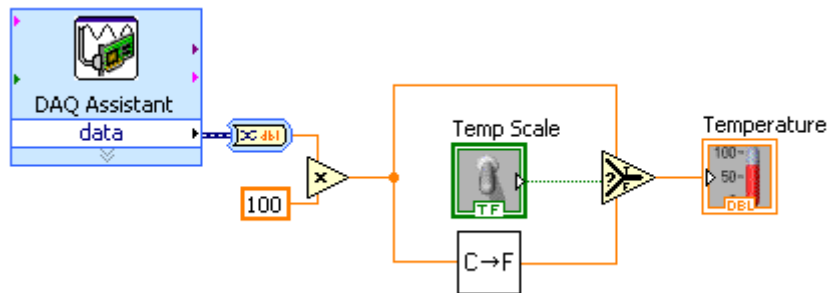 DAQ Assistant
data
dbl
Temp Scale
Temperature
100
50
x
?
T
F
100
TF
DBL
C→F